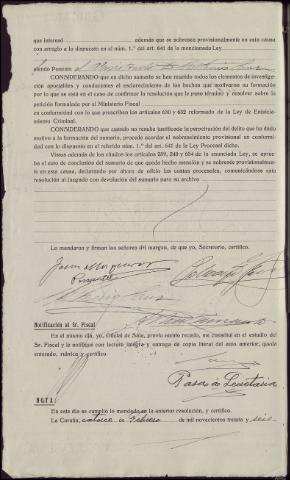 que interesó además que se sobresea provisionalmente en esta causa
con arreglo a lo dispuesto en el núm. 1.º del art. 641 de la mencionada Ley.
siendo Ponente el Magistrado D.
CONSIDERANDO que en dicho sumario se han reunido todos los elementos de investiga-
ción aportables y conducentes al esclarecimiento de los hechos que motivaron su formación
por lo que se está en el caso de confirmar la resolución que le puso término y resolver sobre la
petición formulada por el Ministerio Fiscal
en conformidad con lo que prescriben los artículos 630 y 632 reformado de la Ley de Enjuicia-
miento Criminal.
CONSIDERANDO que cuando no resulte justificada la perpetración del delito que ha dado
motivo a la formación del sumario, procede acordar el sobreseimiento provisional en conformi-
dad con lo dispuesto en el referido núm. 1.º del art. 641 de la Ley Procesal dicha.
Vistos además de los citados los artículos 239, 240 y 634 de la enunciada Ley, se aprue-
ba el auto de conclusión del sumario de que queda hecho mención y se sobresee provisionalmen-
te en esta causa, declarando por ahora de oficio las costas procesales, comunicándose esta
resolución al Juzgado con devolución del sumario para su archivo
Lo mandaron y firman los señores del margen, de que yo, Secretario, certifico.
Notificación al Sr. Fiscal
En el mismo día, yo, Oficial de Sala, previo recado recado, me constituí en el estudio del
Sr. Fiscal y le notifiqué con lectura íntegra y entrega de copia literal del auto anterior, queda
enterado, rubrica y certifico.
Pasa a Secretaría
NOTA
En este día se cumplió lo mandado en la anterior resolución, y certifico.
La Coruña, catorce de Febrero de mil novecientos treinta y seis